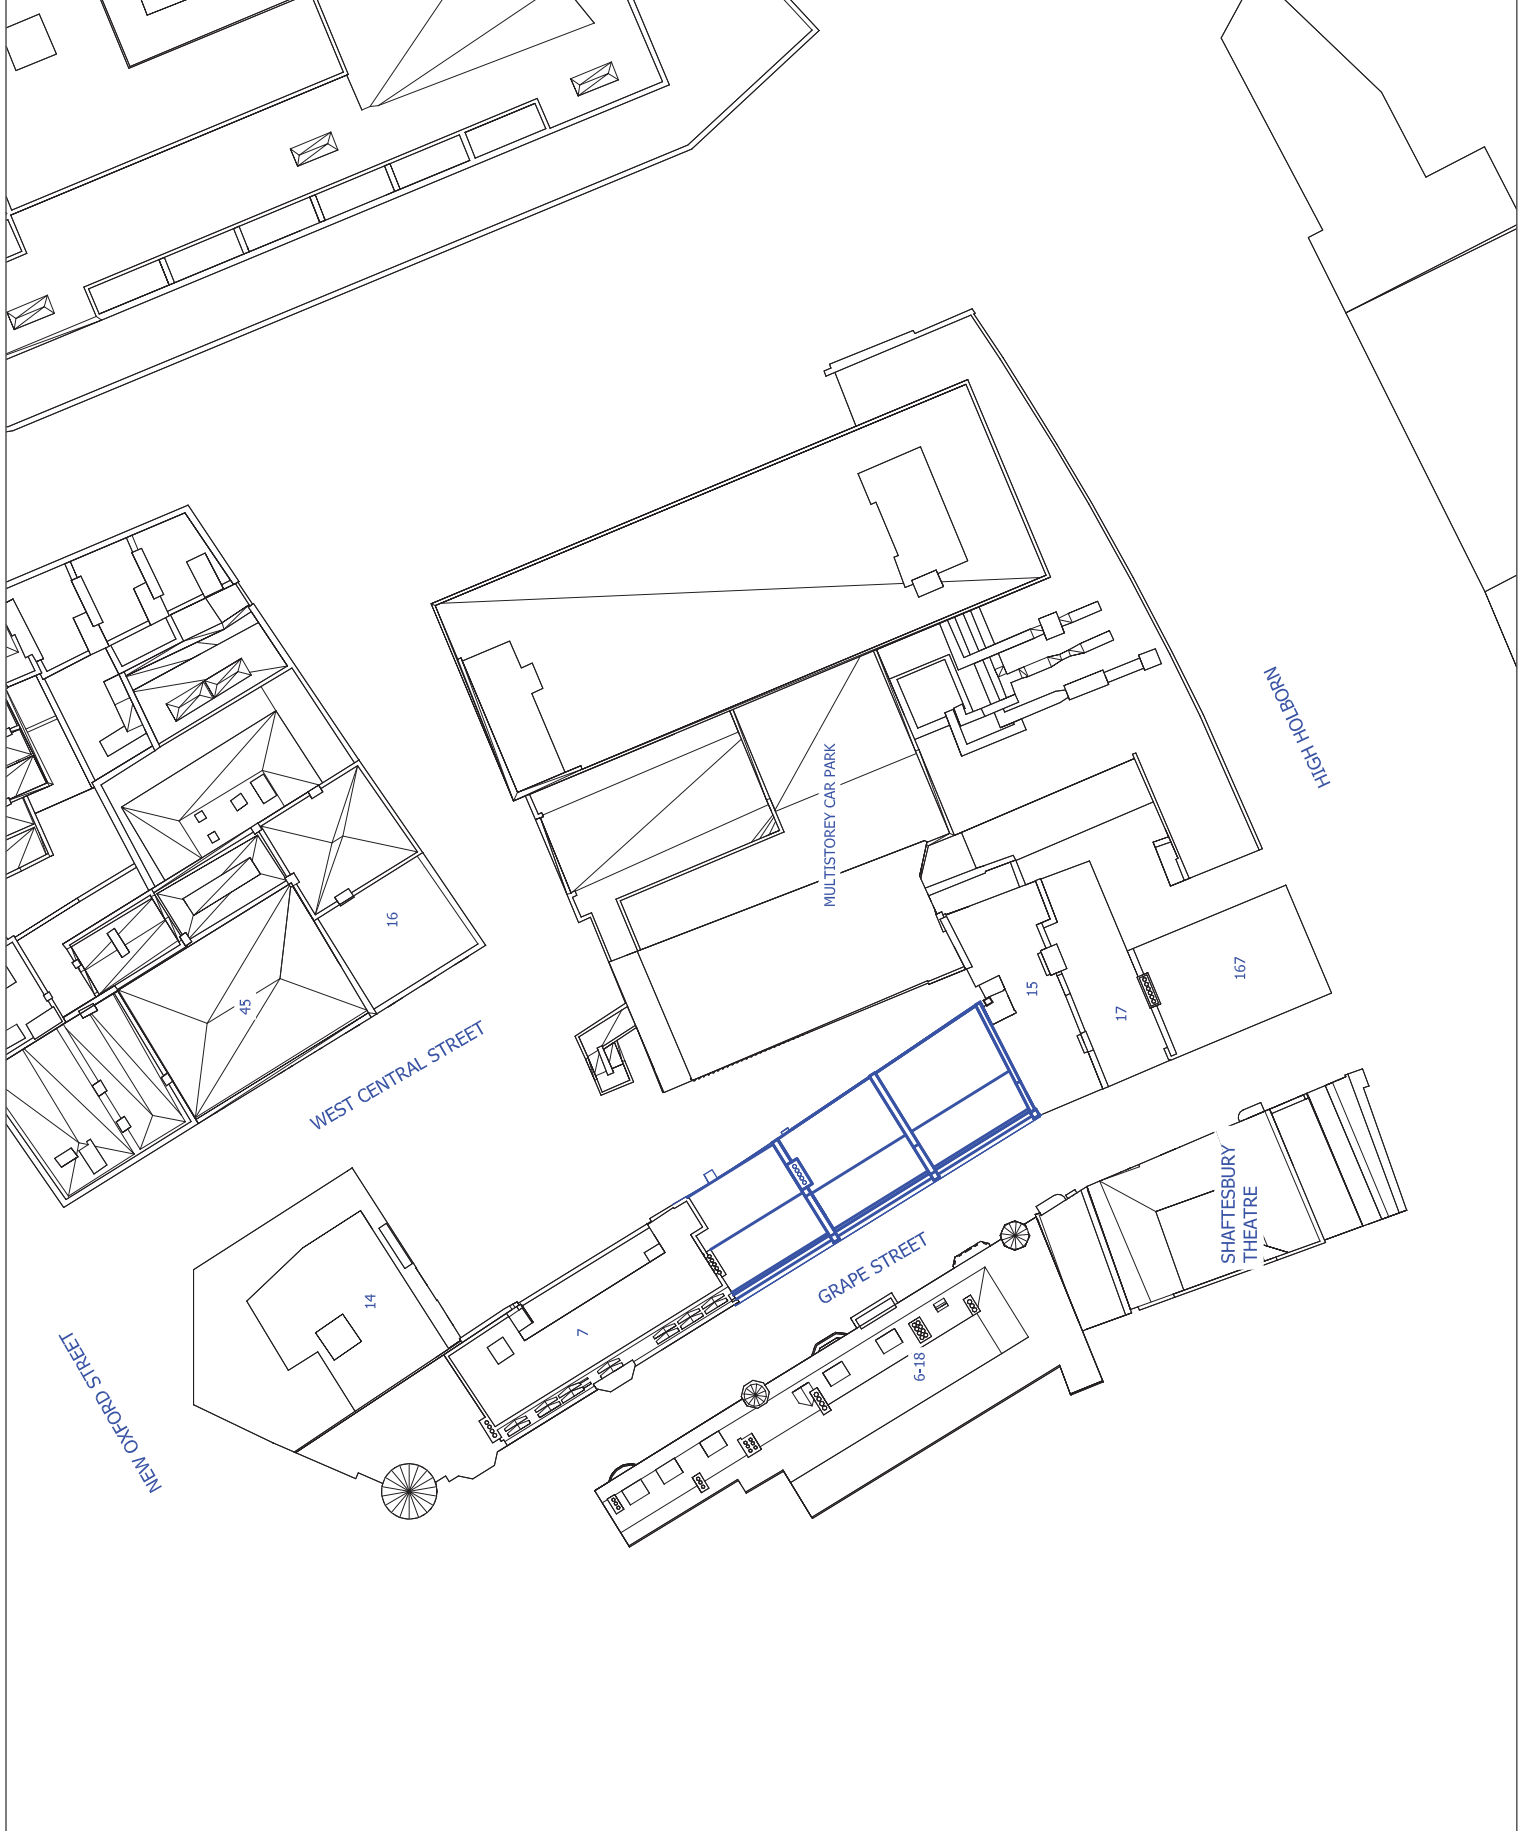 HIGH HOLBORN
MULTISTOREY CAR PARK
16
45
15
167
17
WEST CENTRAL STREET
SHAFTESBURY
THEATRE
GRAPE STREET
14
7
6-18
NEW OXFORD STREET